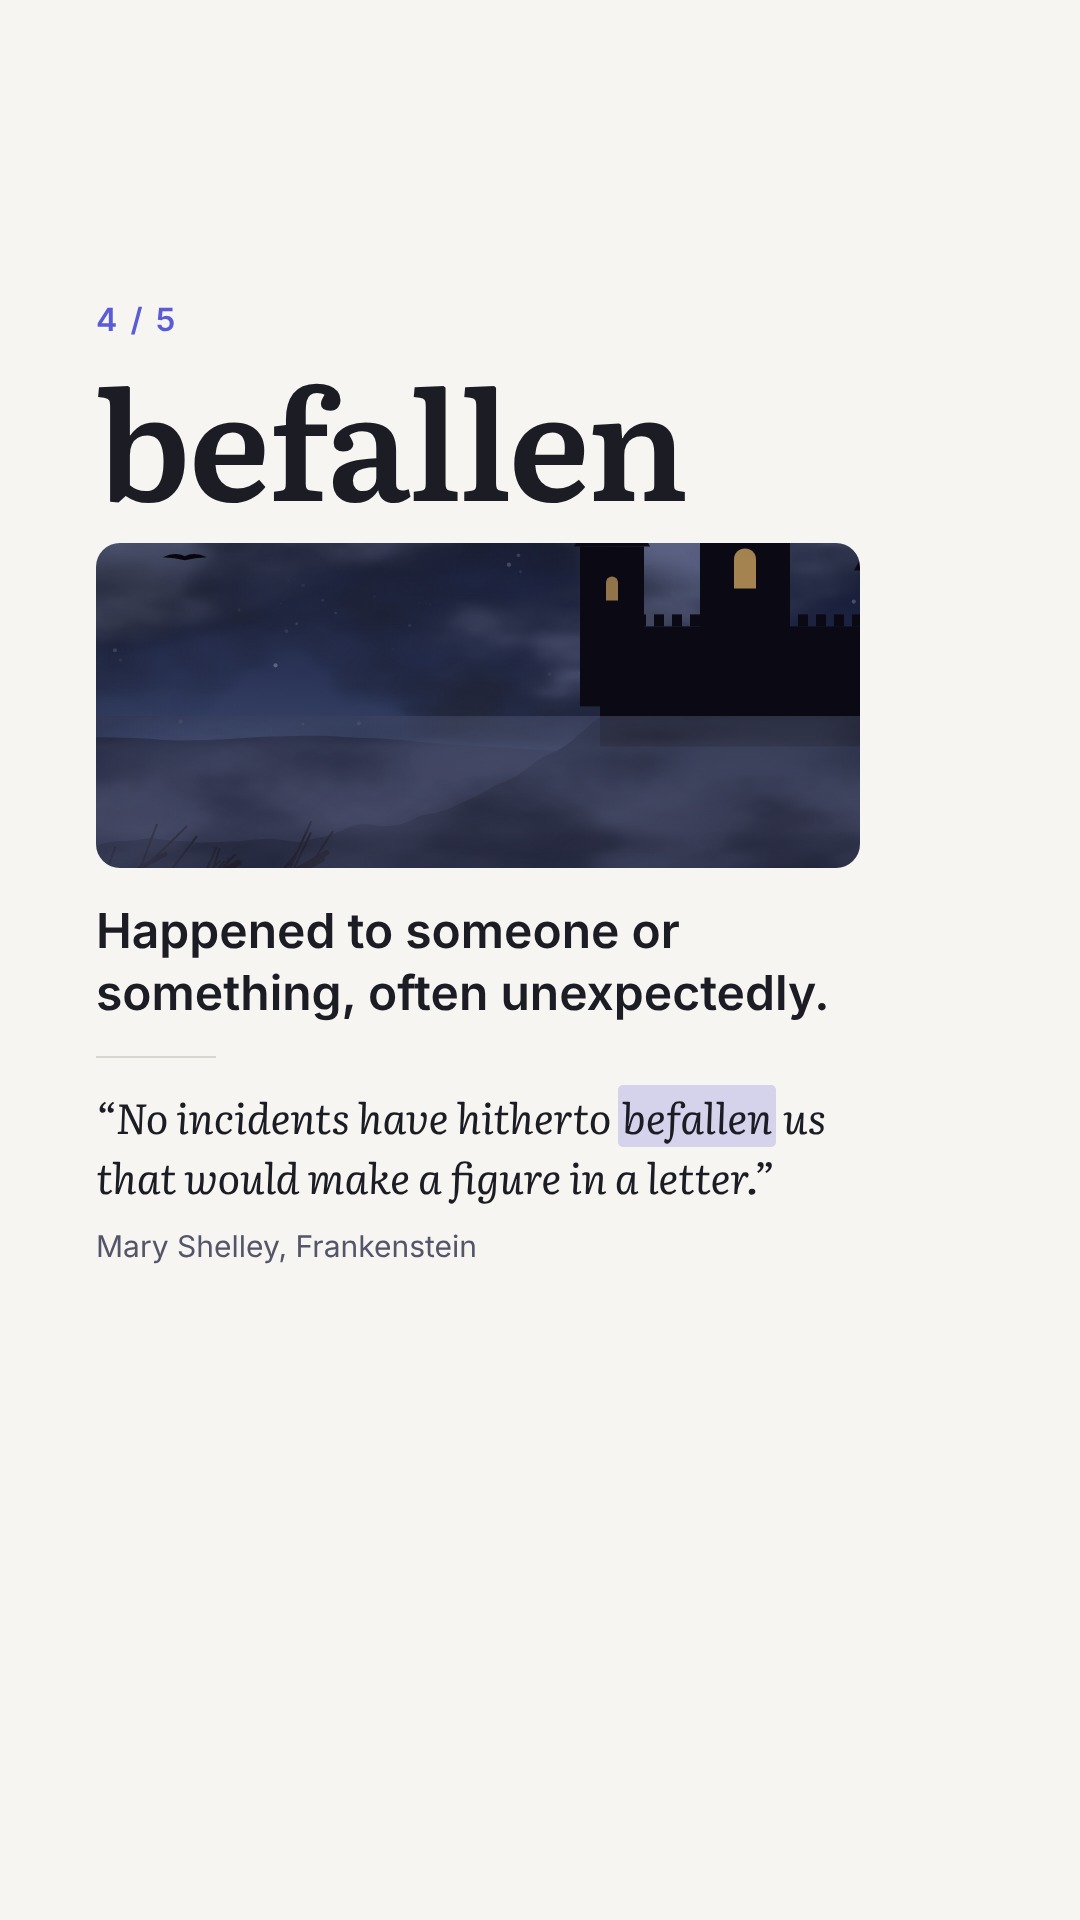 4 / 5
befallen
Happened to someone or
something, often unexpectedly.
“No incidents have hitherto befallen us
that would make a figure in a letter.”
Mary Shelley, Frankenstein